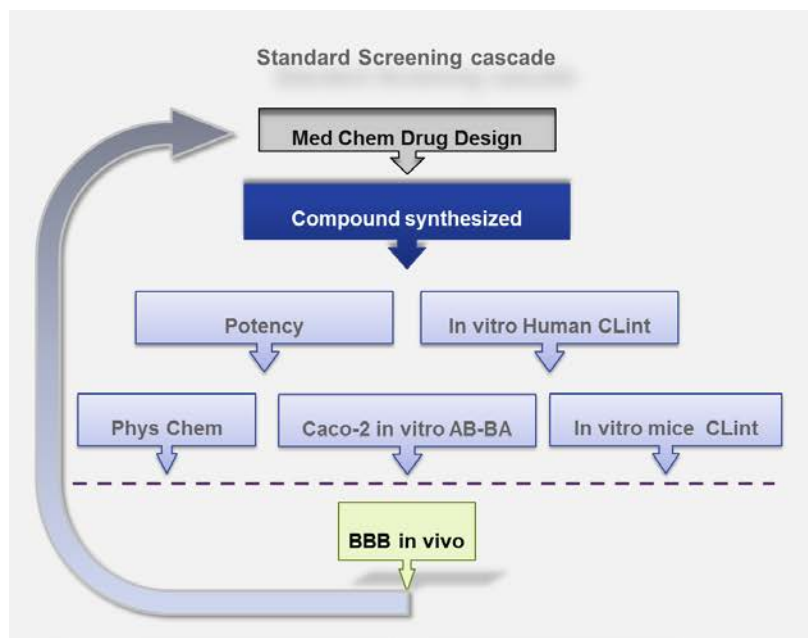 Standard Screening cascade
Med Chem Drug Design
Compound synthesized
Potency
In vitro Human CLint
Phys Chem
Caco-2 in vitro AB-BA
In vitro mice CLint
BBB in vivo